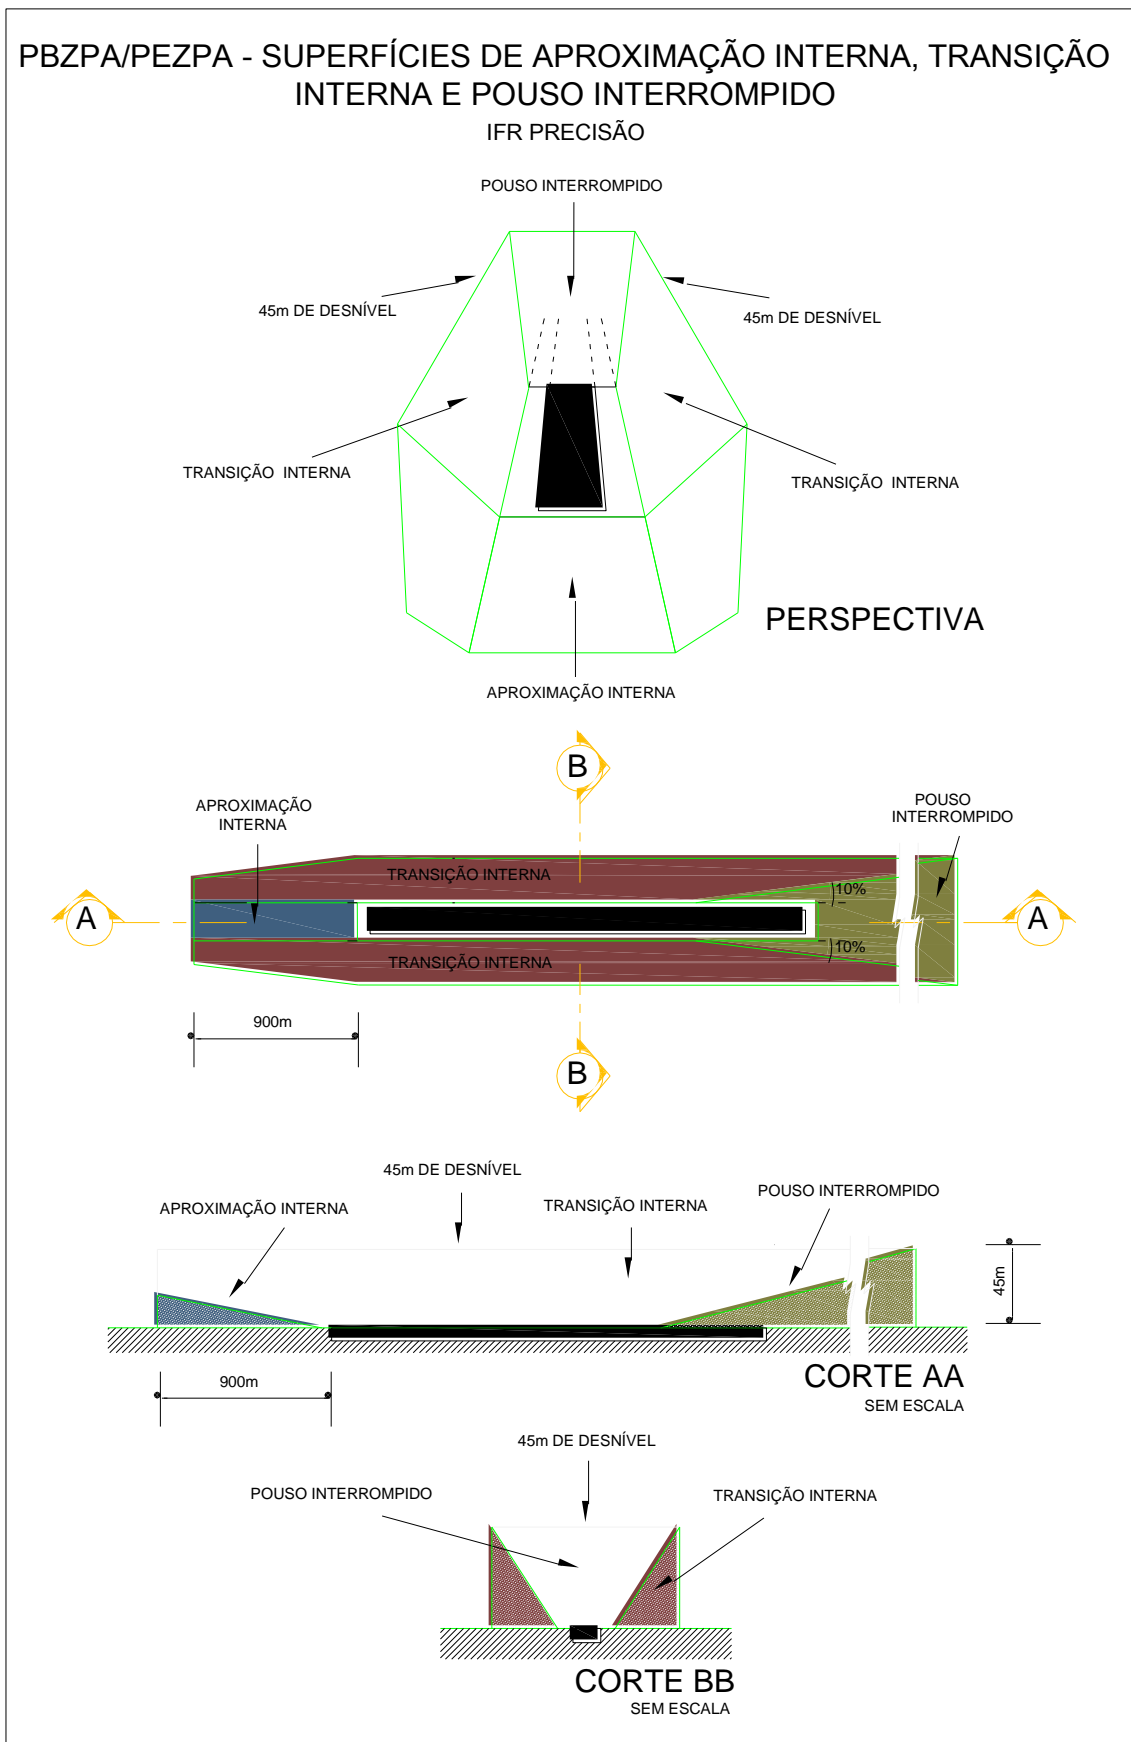 PBZPA/PEZPA - SUPERFÍCIES DE APROXIMAÇÃO INTERNA, TRANSIÇÃO
INTERNA E POUSO INTERROMPIDO
IFR PRECISÃO
POUSO INTERROMPIDO
45m DE DESNÍVEL
45m DE DESNÍVEL
TRANSIÇÃO INTERNA
TRANSIÇÃO INTERNA
PERSPECTIVA
APROXIMAÇÃO INTERNA
B
APROXIMAÇÃO
INTERNA
POUSO
INTERROMPIDO
TRANSIÇÃO INTERNA
10%
A
A
10%
TRANSIÇÃO INTERNA
900m
B
45m DE DESNÍVEL
APROXIMAÇÃO INTERNA
TRANSIÇÃO INTERNA
POUSO INTERROMPIDO
45m
CORTE AA
SEM ESCALA
900m
45m DE DESNÍVEL
POUSO INTERROMPIDO
TRANSIÇÃO INTERNA
CORTE BB
SEM ESCALA